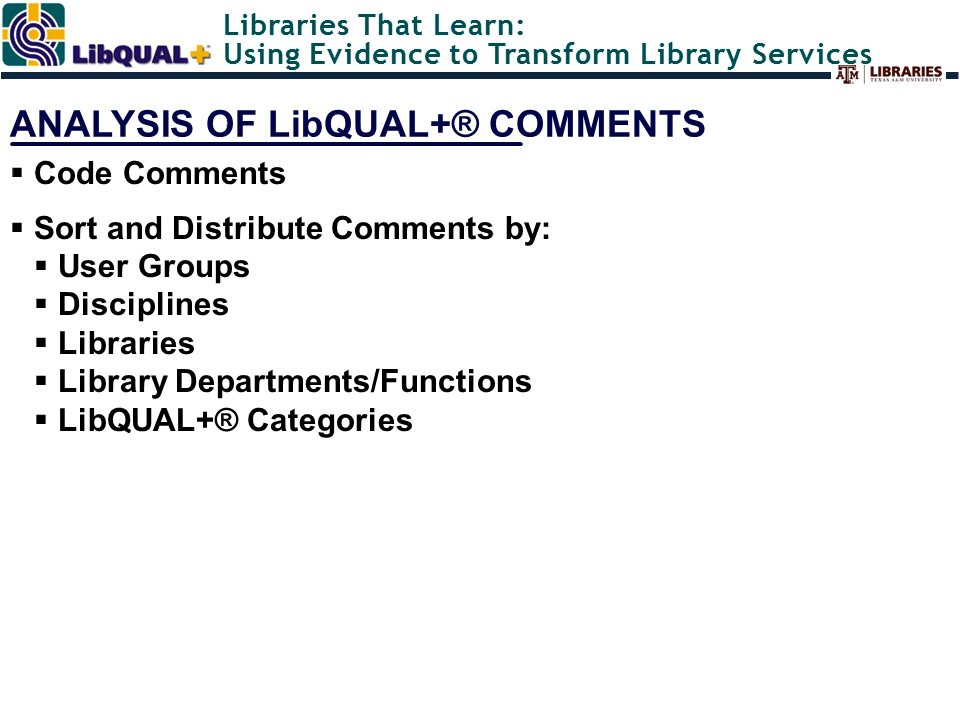 Libraries That Learn:
LibQUAL+ Using Evidence to Transform Library Services
A|M LIBRARIES
TEXAS A&M UNIVERSITY
ANALYSIS OF LibQUAL+® COMMENTS
▪ Code Comments
▪ Sort and Distribute Comments by:
▪ User Groups
▪ Disciplines
▪ Libraries
▪ Library Departments/Functions
▪ LibQUAL+® Categories